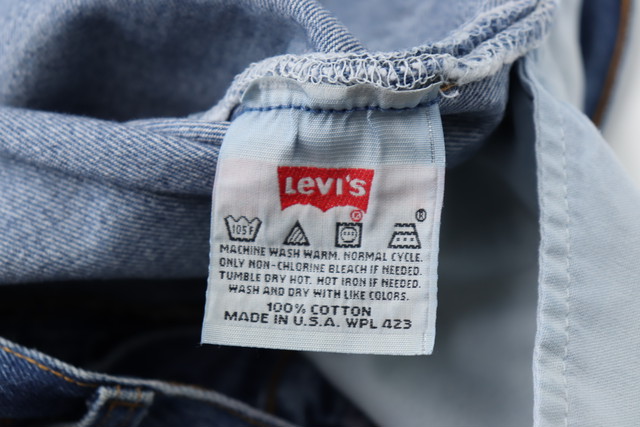 LEVI'S
®
®
105F
MACHINE WASH WARM. NORMAL CYCLE.
ONLY NON-CHLORINE BLEACH IF NEEDED.
TUMBLE DRY HOT. HOT IRON IF NEEDED.
WASH AND DRY WITH LIKE COLORS.
100% COTTON
MADE IN U.S.A. WPL 423